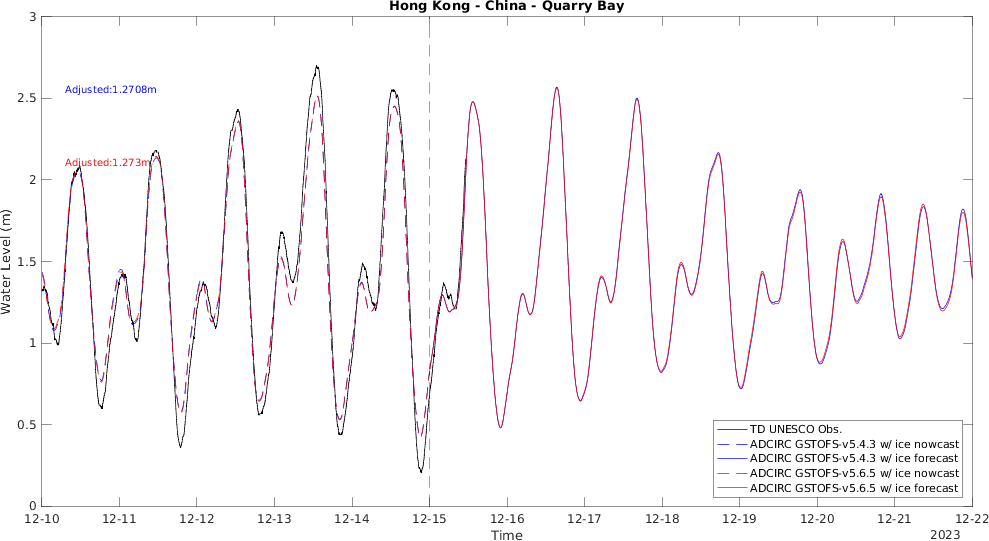 Hong Kong - China - Quarry Bay
3
2.5
2
1.5
1
0.5
0
Water Level (m)
Adjusted:1.2708m
Adjusted:1.273m
TD UNESCO Obs.
ADCIRC GSTOFS-v5.4.3 w/ ice nowcast
ADCIRC GSTOFS-v5.4.3 w/ ice forecast
ADCIRC GSTOFS-v5.6.5 w/ ice nowcast
ADCIRC GSTOFS-v5.6.5 w/ ice forecast
12-10 12-11 12-12 12-13 12-14 12-15 12-16 12-17 12-18 12-19 12-20 12-21 12-22
Time
2023